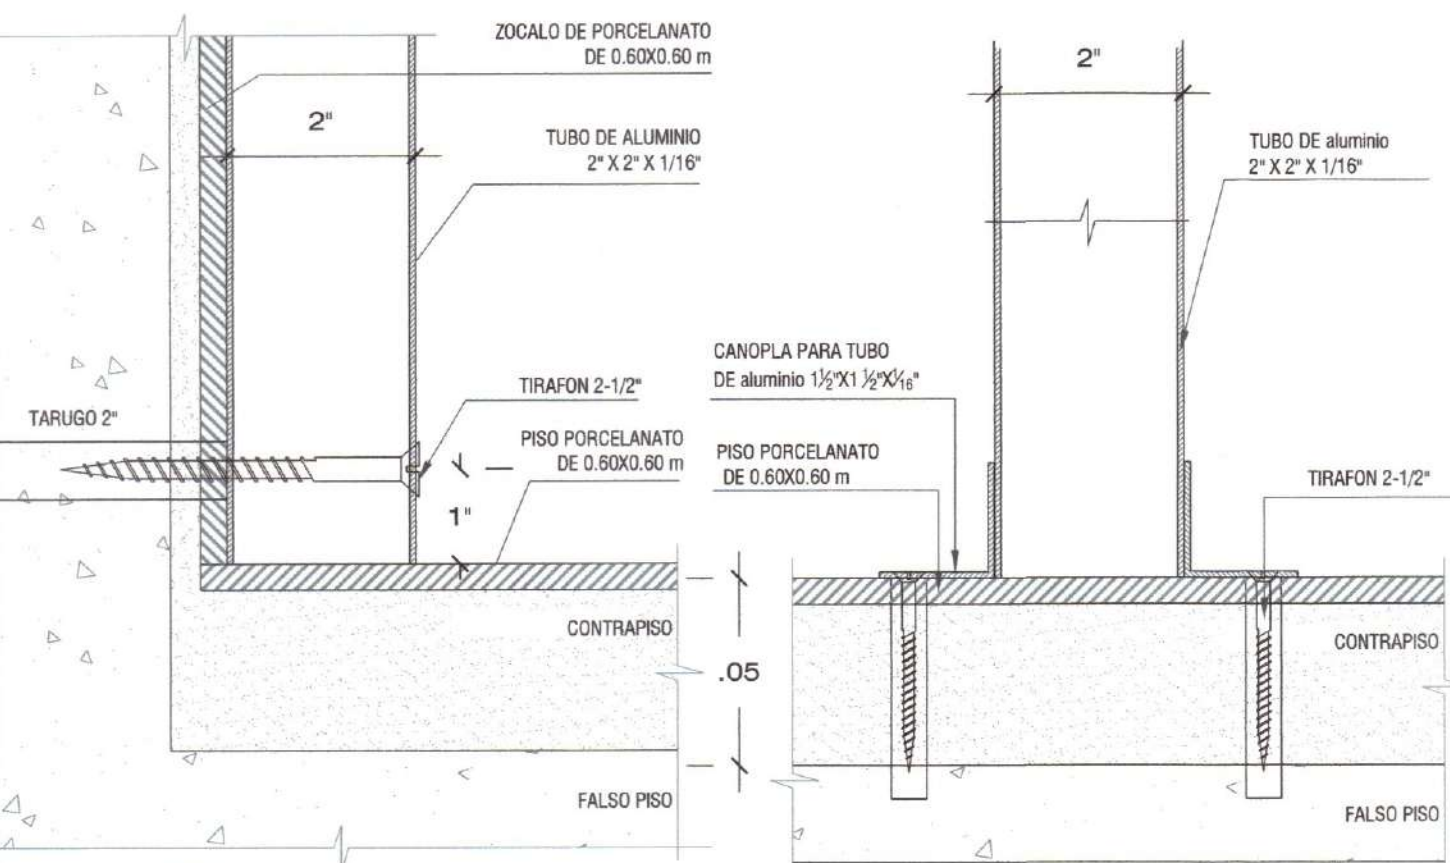 ZOCALO DE PORCELANATO
DE 0.60X0.60 m
2"
TUBO DE ALUMINIO
2" X 2" X 1/16"
TIRAFON 2-1/2"
TARUGO 2"
PISO PORCELANATO
DE 0.60X0.60 m
1"
CONTRAPISO
.05
FALSO PISO
2"
TUBO DE aluminio
2" X 2" X 1/16"
CANOPLA PARA TUBO
DE aluminio 1½"X1 ½"X1/16"
PISO PORCELANATO
DE 0.60X0.60 m
TIRAFON 2-1/2"
CONTRAPISO
FALSO PISO